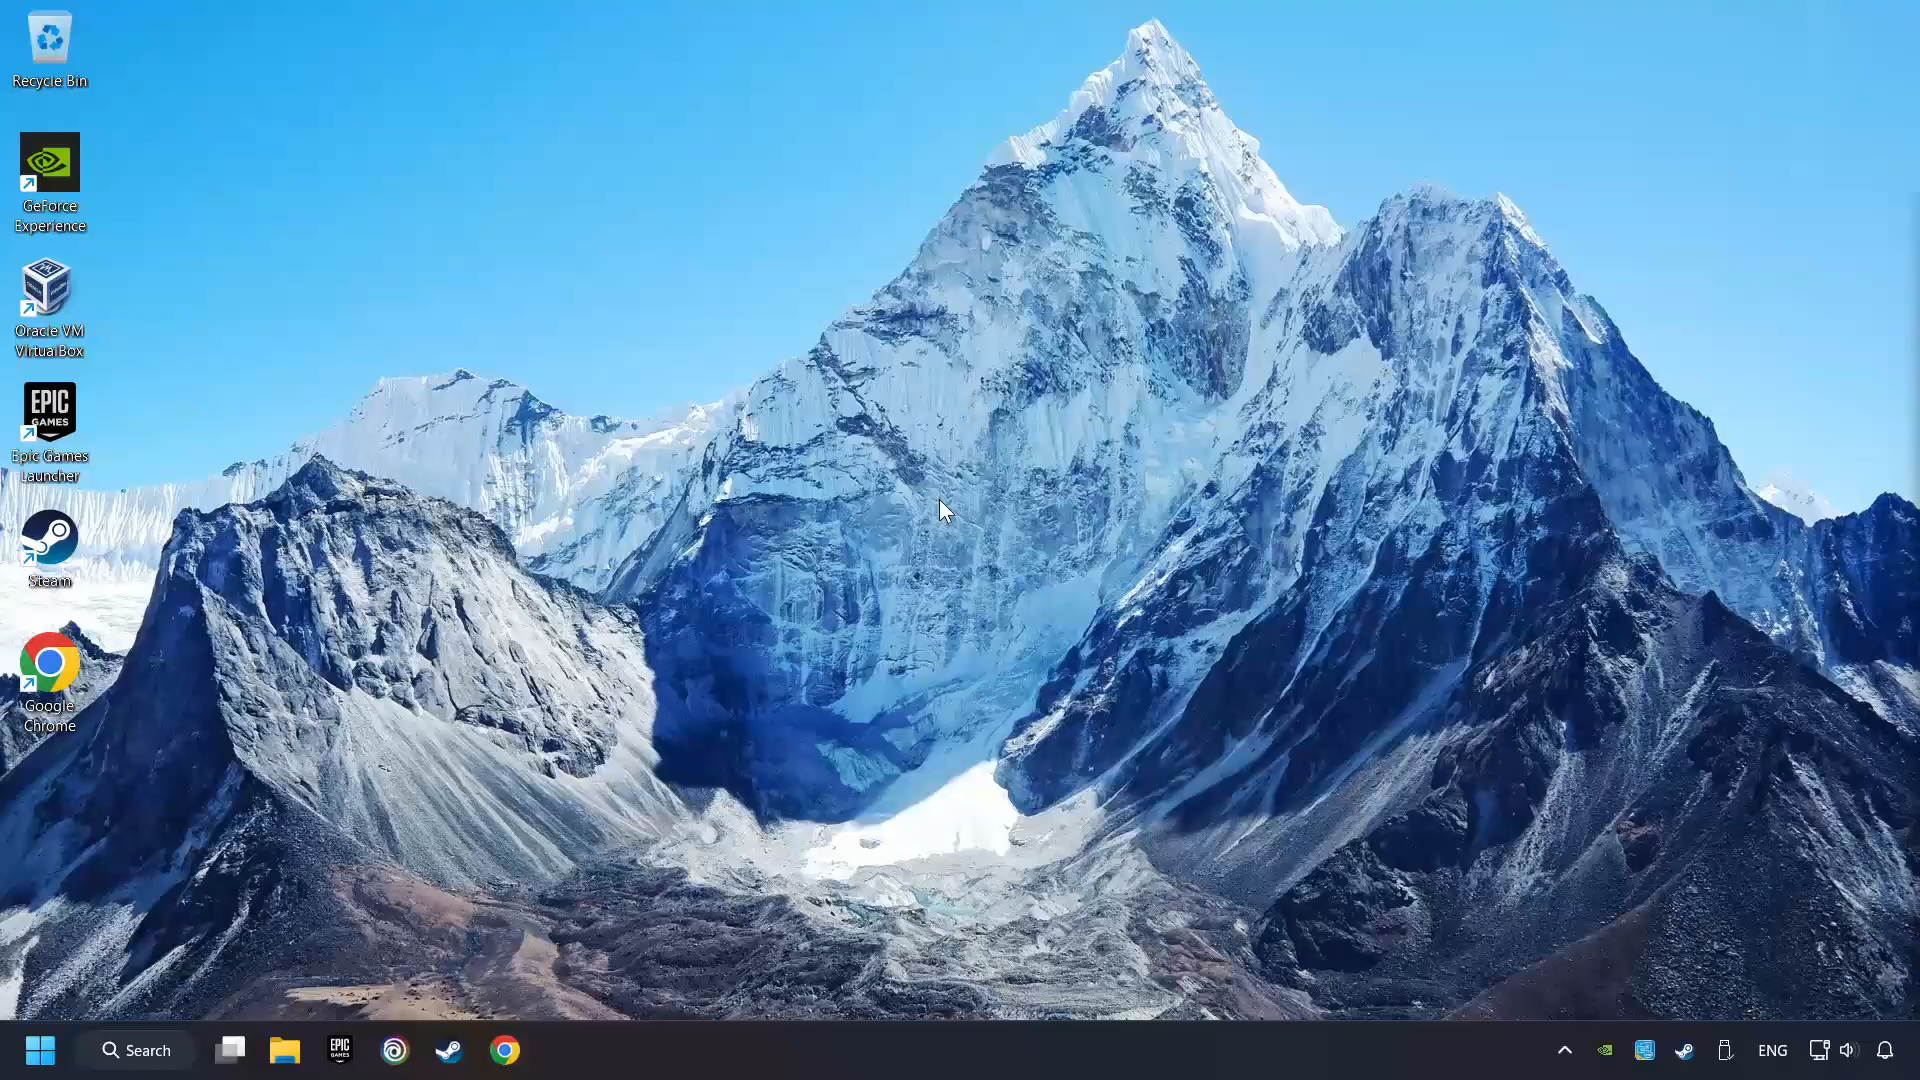 Recycle Bin
GeForce
Experience
Oracle VM
VirtualBox
EPIC
GAMES
Epic Games
Launcher
Steam
Google
Chrome
Search
EPIC
GAMES
ENG